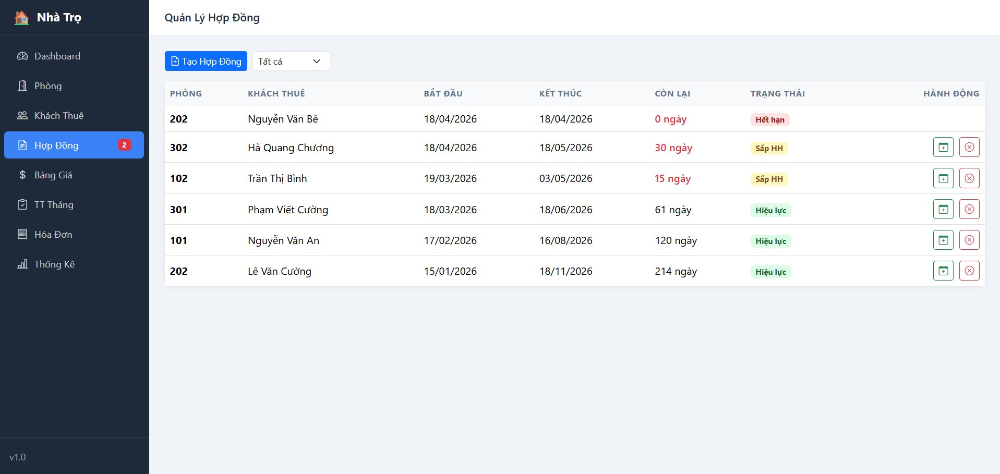 Nhà Trọ
Dashboard
Phòng
Khách Thuê
Hợp Đồng 2
Bảng Giá
TT Tháng
Hóa Đơn
Thống Kê
v1.0
Quản Lý Hợp Đồng
Tạo Hợp Đồng Tất cả
PHÒNG KHÁCH THUÊ BẮT ĐẦU KẾT THÚC CÒN LẠI TRẠNG THÁI HÀNH ĐỘNG
202 Nguyễn Văn Bê 18/04/2026 18/04/2026 0 ngày Hết hạn
302 Hà Quang Chương 18/04/2026 18/05/2026 30 ngày Sắp HH
102 Trần Thị Bình 19/03/2026 03/05/2026 15 ngày Sắp HH
301 Phạm Viết Cường 18/03/2026 18/06/2026 61 ngày Hiệu lực
101 Nguyễn Văn An 17/02/2026 16/08/2026 120 ngày Hiệu lực
202 Lê Văn Cường 15/01/2026 18/11/2026 214 ngày Hiệu lực